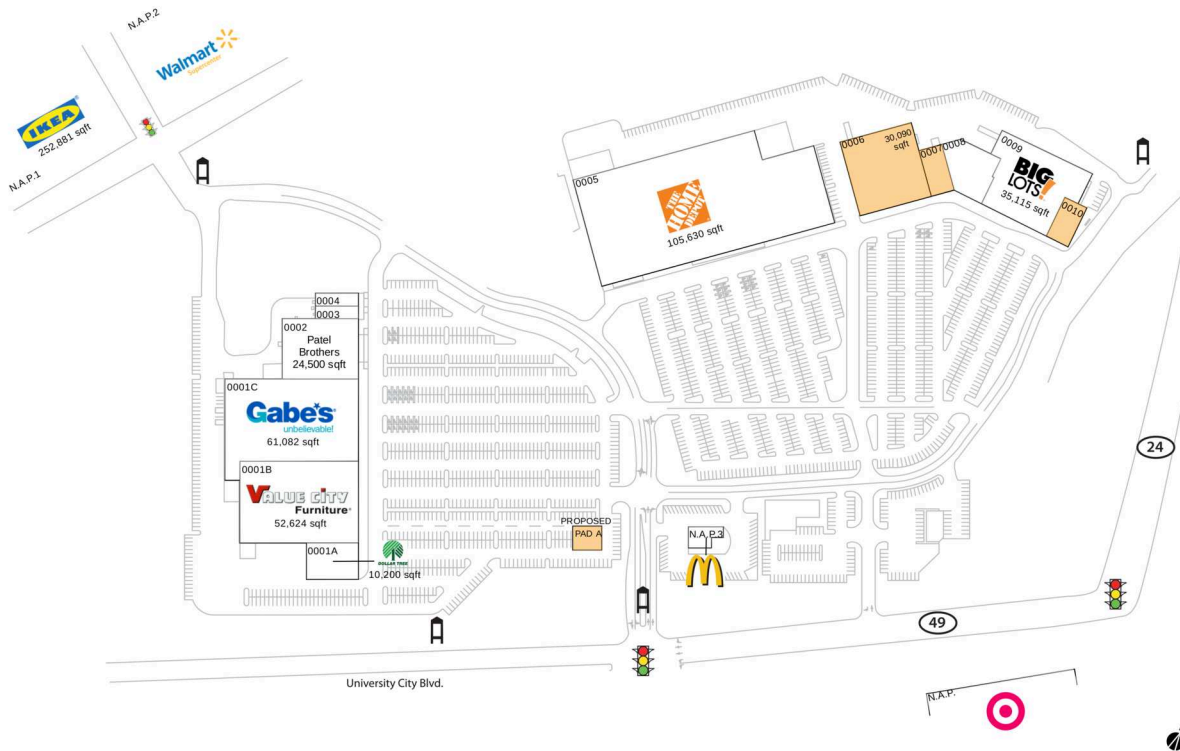 N.A.P.2
Walmart
Supercenter
IKEA
252,881 sqft
N.A.P.1
0005
THE
HOME
DEPOT
105,630 sqft
0006
30,090
sqft
0007
0008
0009
BIG
LOTS!
35,115 sqft
0010
0004
0003
0002
Patel
Brothers
24,500 sqft
0001C
Gabe's
unbelievable!
61,082 sqft
0001B
VALUE CITY
Furniture
52,624 sqft
0001A
DOLLAR TREE
10,200 sqft
PROPOSED
PAD A
N.A.P.3
24
49
University City Blvd.
N.A.P.